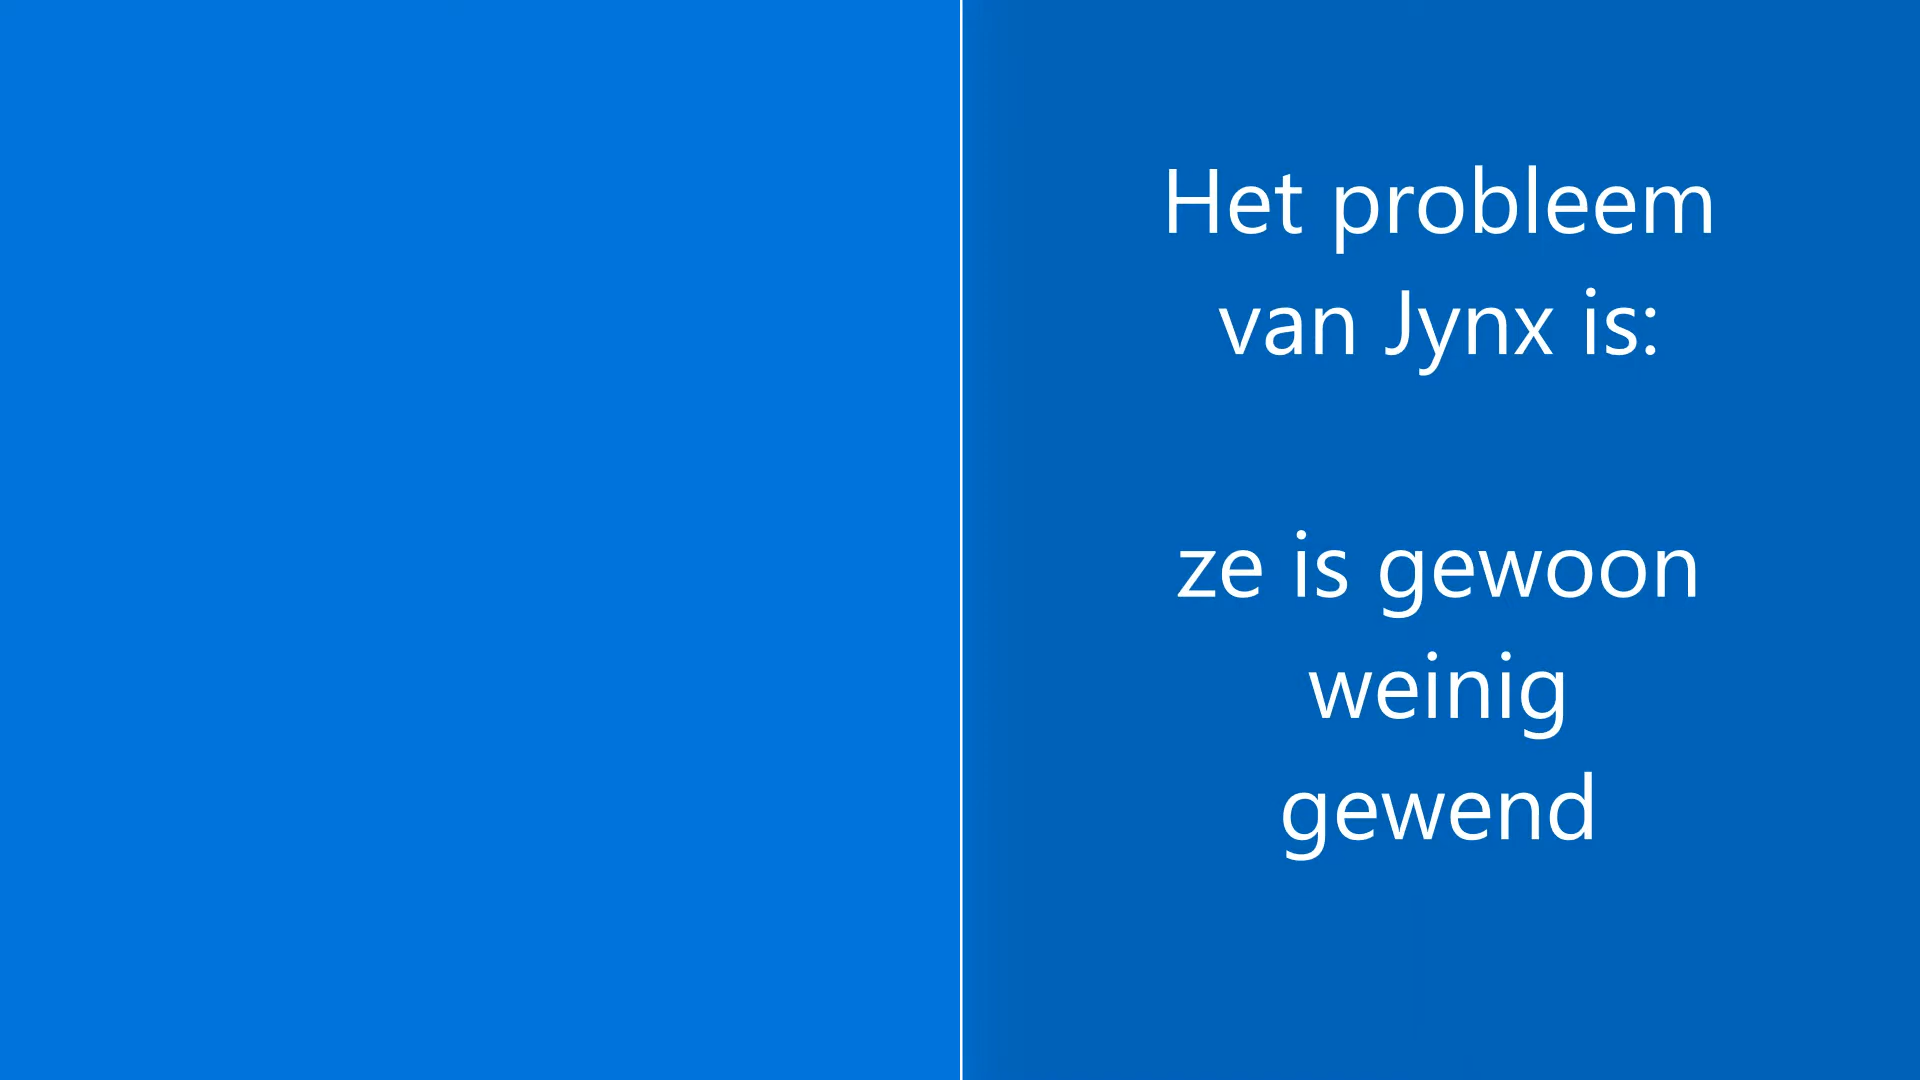 Het probleem
van Jynx is:
ze is gewoon
weinig
gewend